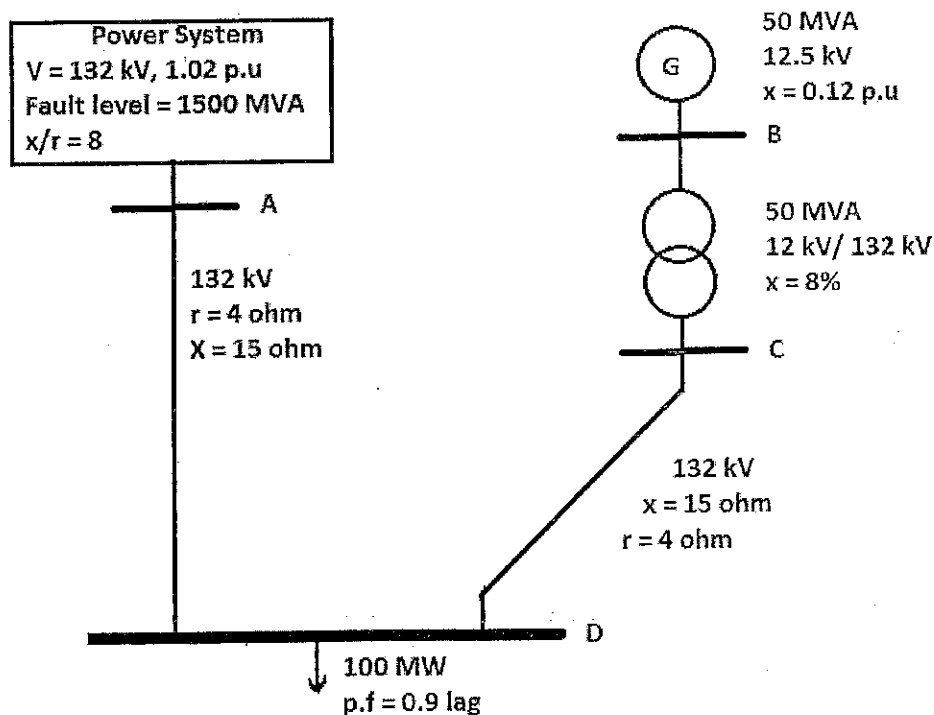 Power System
V = 132 kV, 1.02 p.u
Fault level = 1500 MVA
x/r = 8
A
132 kV
r = 4 ohm
X = 15 ohm
50 MVA
12.5 kV
x = 0.12 p.u
G
B
50 MVA
12 kV/ 132 kV
x = 8%
C
132 kV
x = 15 ohm
r = 4 ohm
D
100 MW
p.f = 0.9 lag